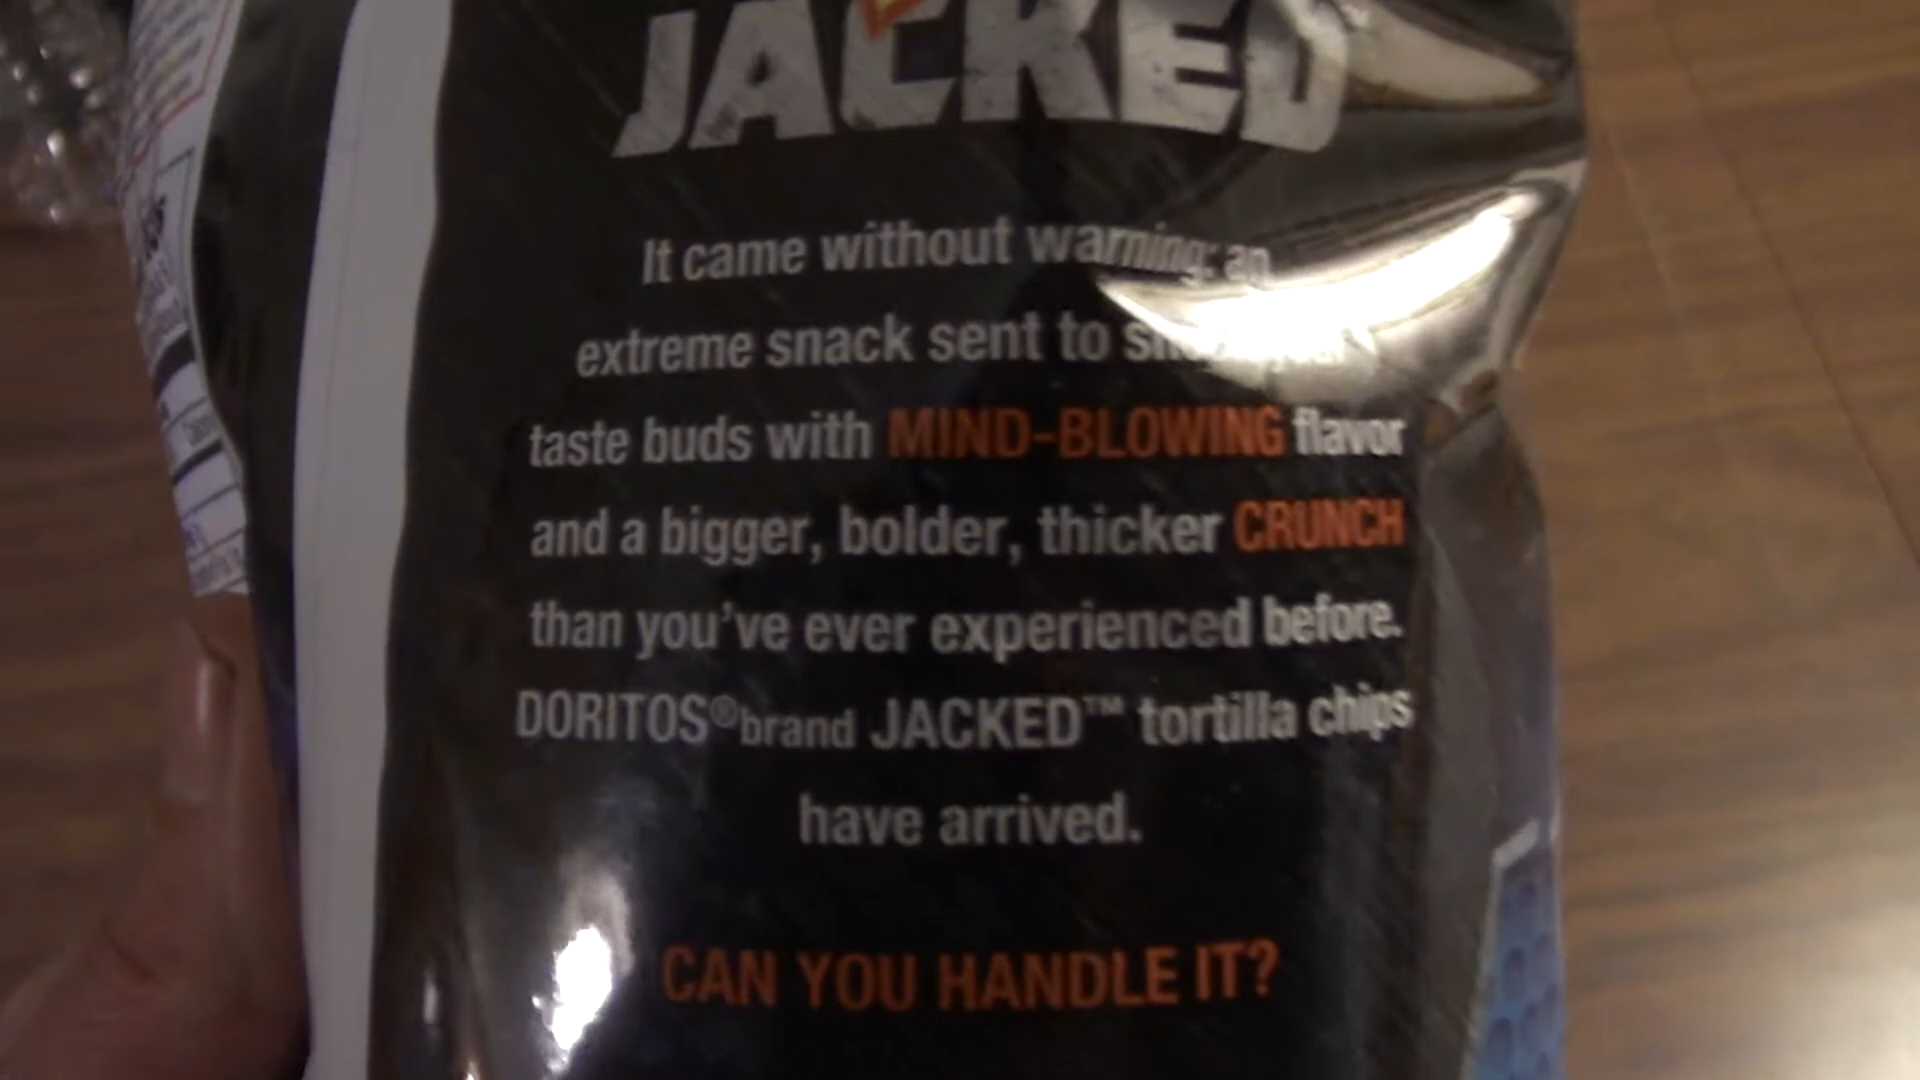 JACKED
It came without warning: an
extreme snack sent to
taste buds with MIND-BLOWING flavor
and a bigger, bolder, thicker CRUNCH
than you've ever experienced before.
DORITOS® brand JACKED™ tortilla chips
have arrived.
CAN YOU HANDLE IT?